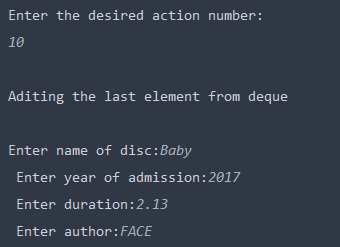 Enter the desired action number:
10
Aditing the last element from deque
Enter name of disc:Baby
Enter year of admission:2017
Enter duration:2.13
Enter author:FACE